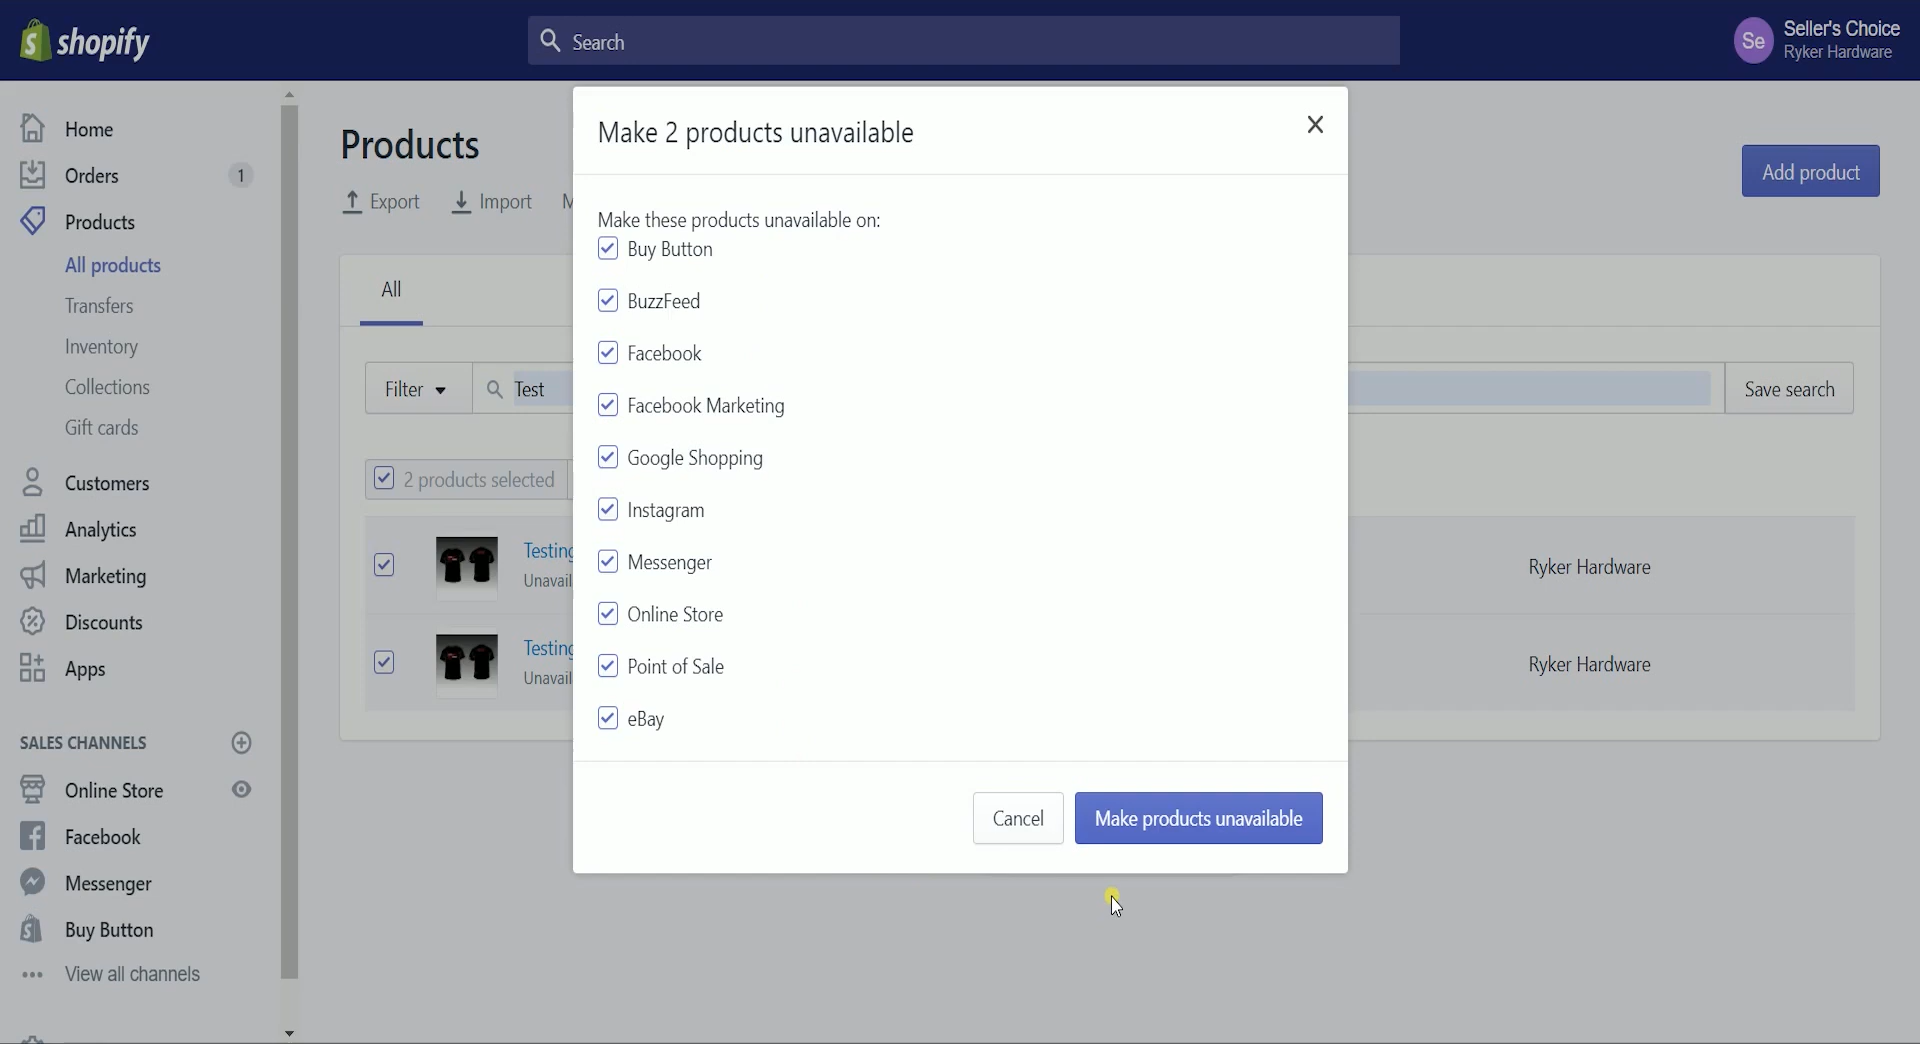 shopify
Search
Se
Seller's Choice
Ryker Hardware
Home
Orders
1
Products
All products
Transfers
Inventory
Collections
Gift cards
Customers
Analytics
Marketing
Discounts
Apps
SALES CHANNELS
Online Store
Facebook
Messenger
Buy Button
View all channels
Products
Export
Import
Add product
All
Filter
Test
Save search
2 products selected
Testing
Unavail
Ryker Hardware
Testing
Unavail
Ryker Hardware
Make 2 products unavailable
Make these products unavailable on:
Buy Button
BuzzFeed
Facebook
Facebook Marketing
Google Shopping
Instagram
Messenger
Online Store
Point of Sale
eBay
Cancel
Make products unavailable